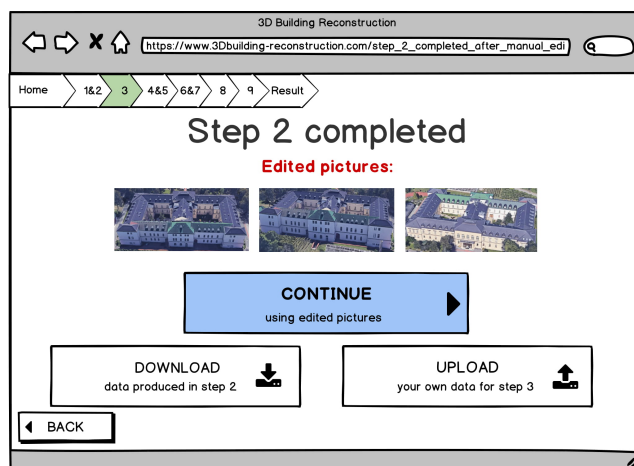 3D Building Reconstruction
https://www.3Dbuilding-reconstruction.com/step_2_completed_after_manual_edi
Home 1&2 3 4&5 6&7 8 9 Result
Step 2 completed
Edited pictures:
CONTINUE
using edited pictures
DOWNLOAD
data produced in step 2
UPLOAD
your own data for step 3
BACK